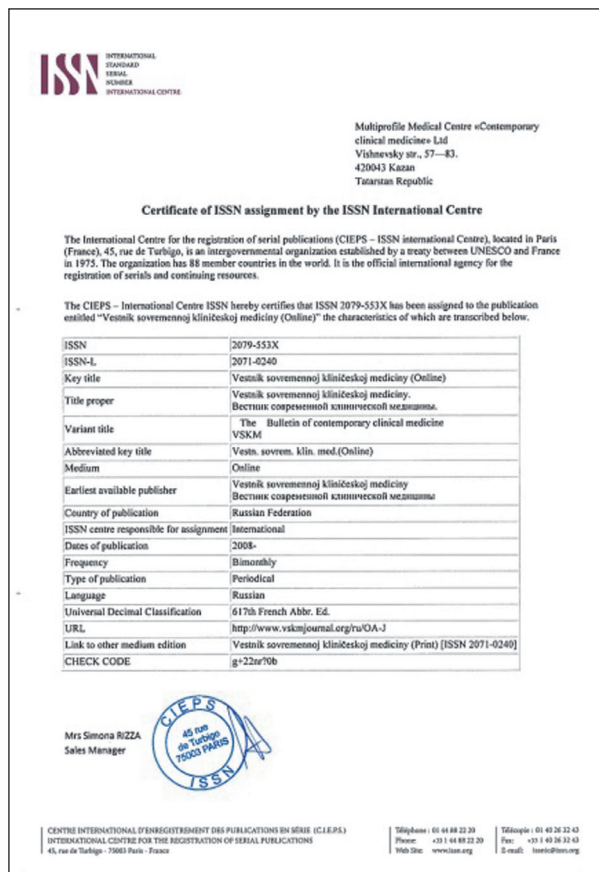 ISSN
INTERNATIONAL
STANDARD
SERIAL
NUMBER
INTERNATIONAL CENTRE
Multiprofile Medical Centre «Contemporary
clinical medicine» Ltd
Vishnevsky str., 57—83.
420043 Kazan
Tatarstan Republic
Certificate of ISSN assignment by the ISSN International Centre
The International Centre for the registration of serial publications (CIEPS – ISSN international Centre), located in Paris
(France), 45, rue de Turbigo, is an intergovernmental organization established by a treaty between UNESCO and France
in 1975. The organization has 88 member countries in the world. It is the official international agency for the
registration of serials and continuing resources.
The CIEPS – International Centre ISSN hereby certifies that ISSN 2079-553X has been assigned to the publication
entitled “Vestnik sovremennoj kliničeskoj mediciny (Online)” the characteristics of which are transcribed below.
ISSN 2079-553X
ISSN-L 2071-0240
Key title Vestnik sovremennoj kliničeskoj mediciny (Online)
Title proper Vestnik sovremennoj kliničeskoj mediciny.
Вестник современной клинической медицины.
Variant title The Bulletin of contemporary clinical medicine
VSKM
Abbreviated key title Vestn. sovrem. klin. med.(Online)
Medium Online
Earliest available publisher Vestnik sovremennoj kliničeskoj mediciny
Вестник современной клинической медицины
Country of publication Russian Federation
ISSN centre responsible for assignment International
Dates of publication 2008-
Frequency Bimonthly
Type of publication Periodical
Language Russian
Universal Decimal Classification 617th French Abbr. Ed.
URL http://www.vskmjournal.org/ru/OA-J
Link to other medium edition Vestnik sovremennoj kliničeskoj mediciny (Print) [ISSN 2071-0240]
CHECK CODE g+22nr?0b
Mrs Simona RIZZA
Sales Manager
CIEPS
45 rue
de Turbigo
75003 PARIS
ISSN
CENTRE INTERNATIONAL D'ENREGISTREMENT DES PUBLICATIONS EN SÉRIE (C.I.E.P.S.)
INTERNATIONAL CENTRE FOR THE REGISTRATION OF SERIAL PUBLICATIONS
45, rue de Turbigo - 75003 Paris - France
Téléphone : 01 44 88 22 20
Phone: +33 1 44 88 22 20
Web Site: www.issn.org
Télécopie : 01 40 26 32 43
Fax: +33 1 40 26 32 43
E-mail: issnic@issn.org